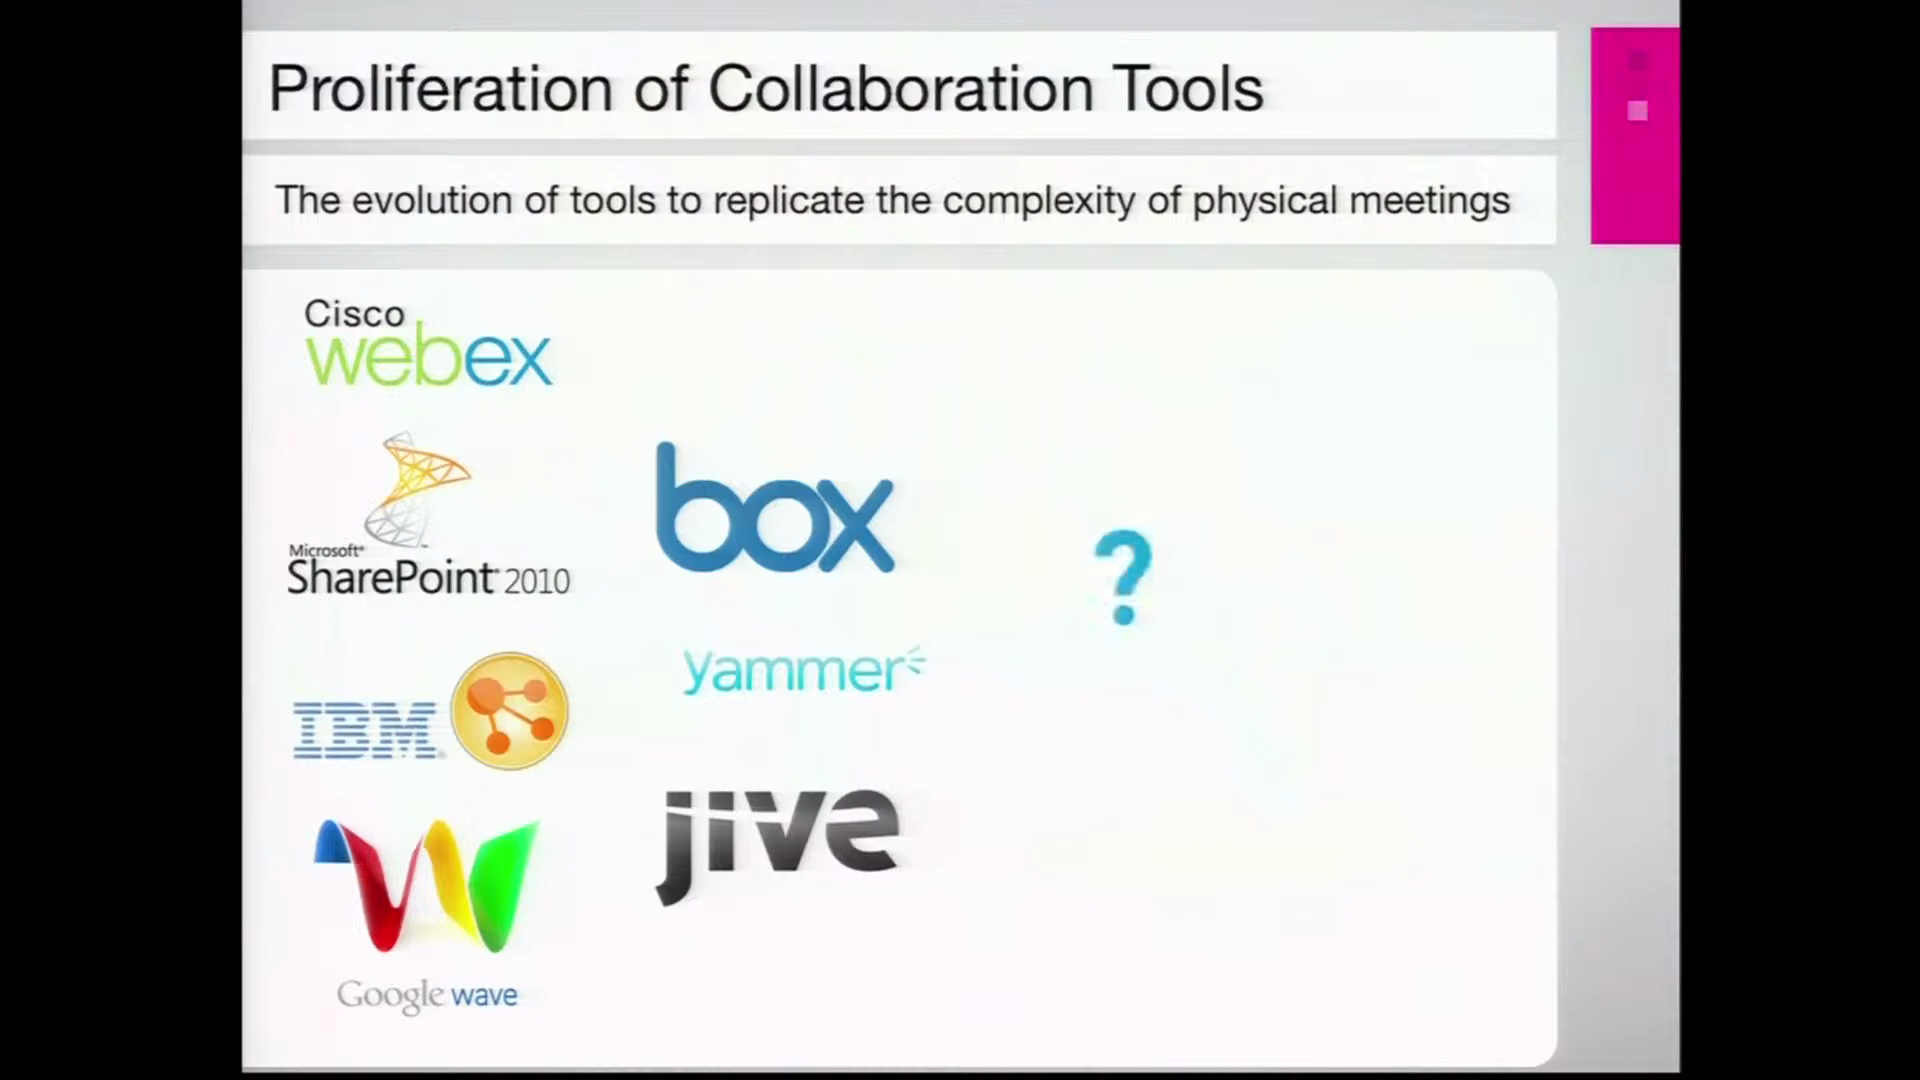 Proliferation of Collaboration Tools
The evolution of tools to replicate the complexity of physical meetings
Cisco
webex
Microsoft®
SharePoint 2010
IBM®
Google wave
box
yammer
jive
?